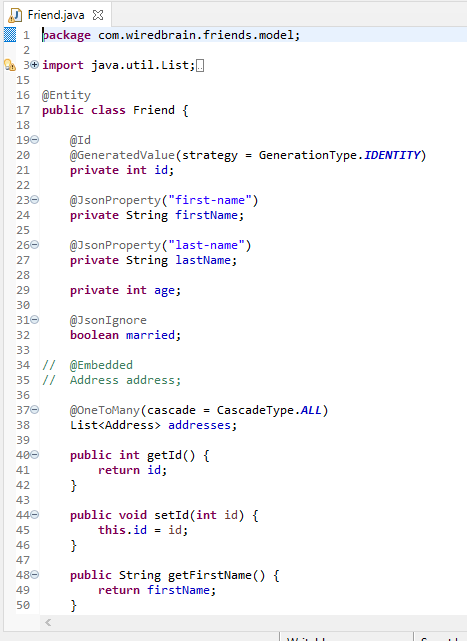 Friend.java
1 package com.wiredbrain.friends.model;
2
3 import java.util.List;
15
16 @Entity
17 public class Friend {
18
19 @Id
20 @GeneratedValue(strategy = GenerationType.IDENTITY)
21 private int id;
22
23 @JsonProperty("first-name")
24 private String firstName;
25
26 @JsonProperty("last-name")
27 private String lastName;
28
29 private int age;
30
31 @JsonIgnore
32 boolean married;
33
34 // @Embedded
35 // Address address;
36
37 @OneToMany(cascade = CascadeType.ALL)
38 List<Address> addresses;
39
40 public int getId() {
41 return id;
42 }
43
44 public void setId(int id) {
45 this.id = id;
46 }
47
48 public String getFirstName() {
49 return firstName;
50 }